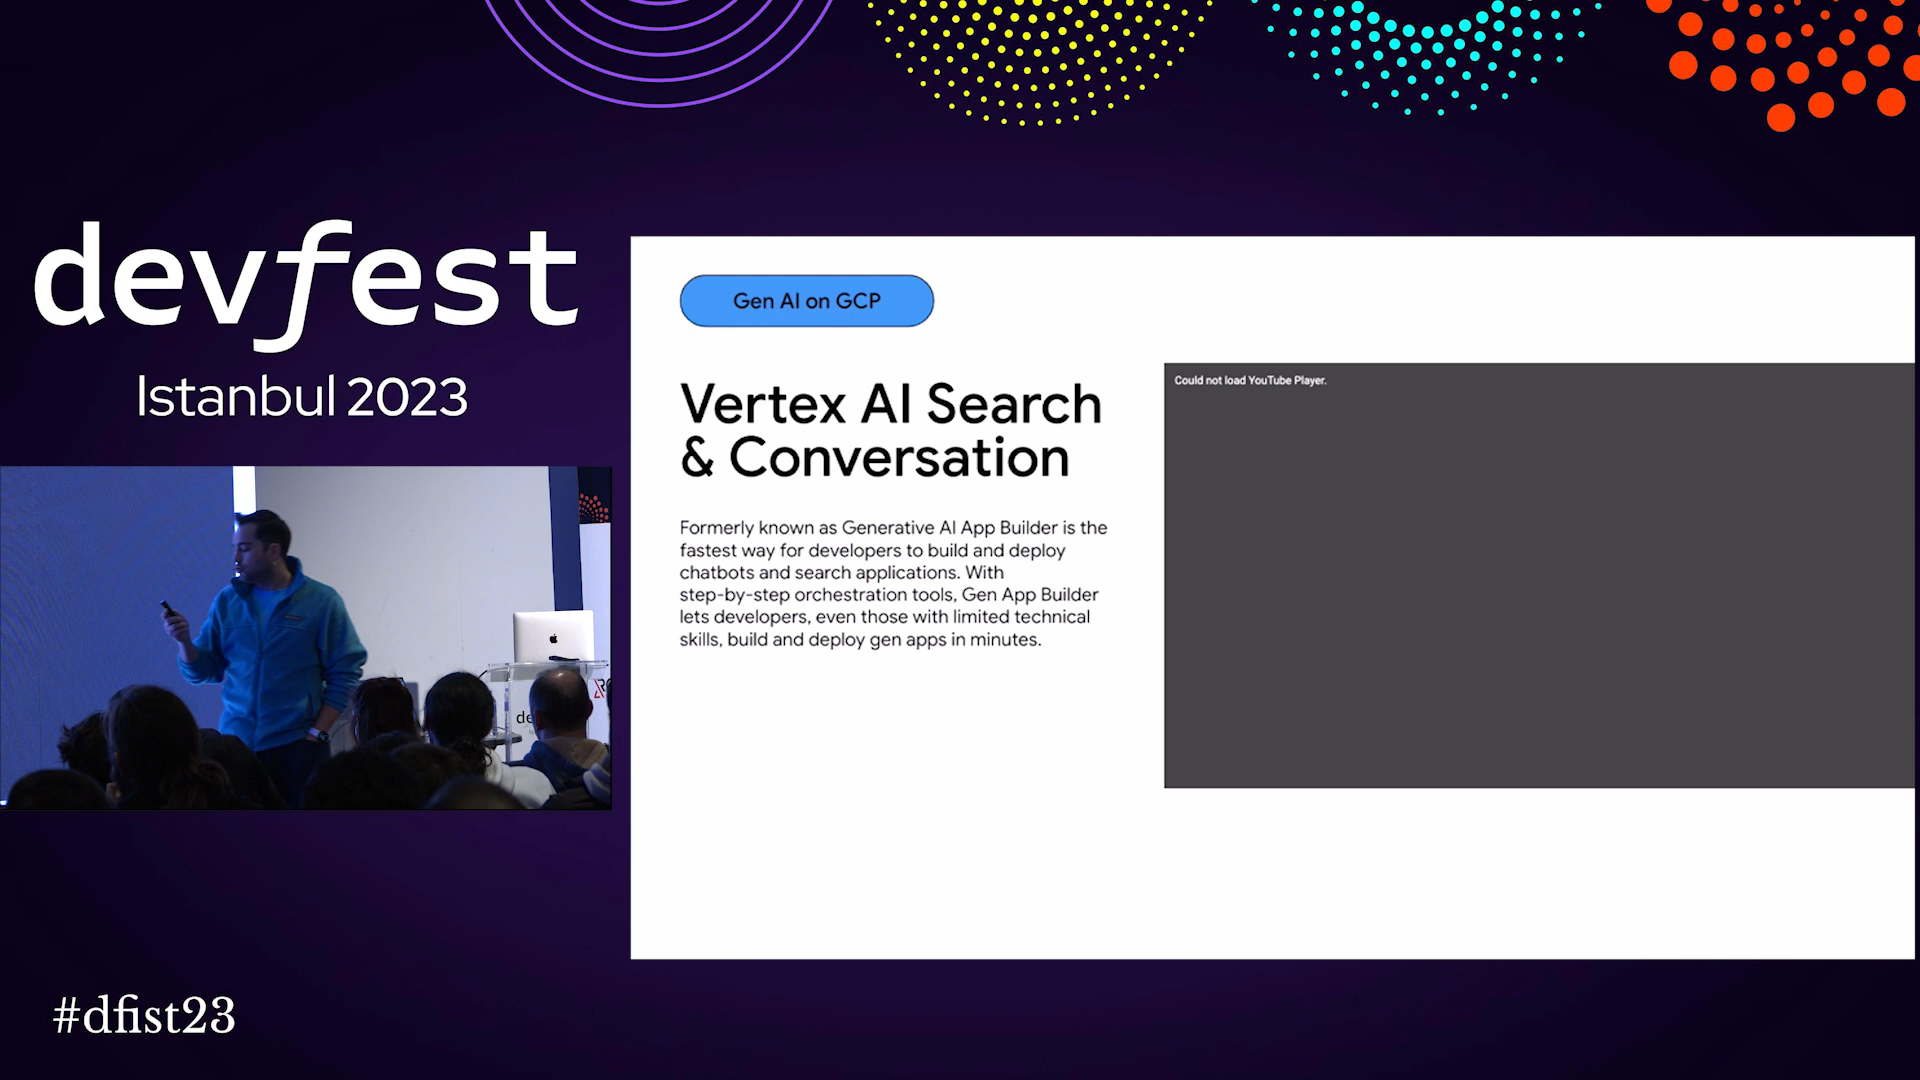 devfest
Istanbul 2023
Gen AI on GCP
Vertex AI Search
& Conversation
Formerly known as Generative AI App Builder is the
fastest way for developers to build and deploy
chatbots and search applications. With
step-by-step orchestration tools, Gen App Builder
lets developers, even those with limited technical
skills, build and deploy gen apps in minutes.
Could not load YouTube Player.
de
#dfist23